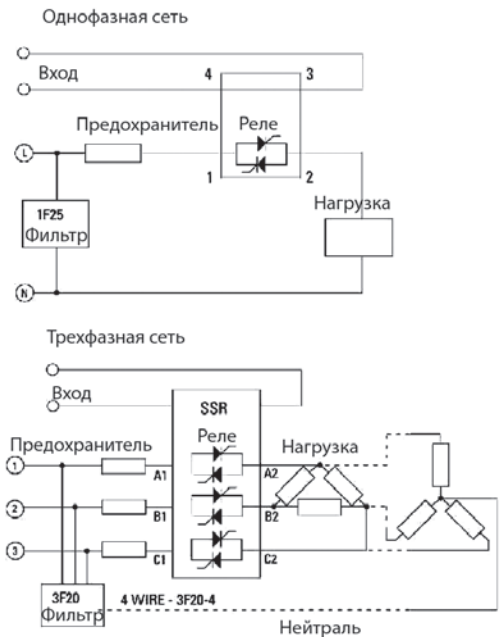 Однофазная сеть
Вход
4 3
Предохранитель Реле
L
1 2
Нагрузка
1F25
Фильтр
N
Трехфазная сеть
Вход
SSR
Предохранитель Реле Нагрузка
1 A1 A2
2 B1 B2
3 C1 C2
3F20
Фильтр
4 WIRE - 3F20-4
Нейтраль